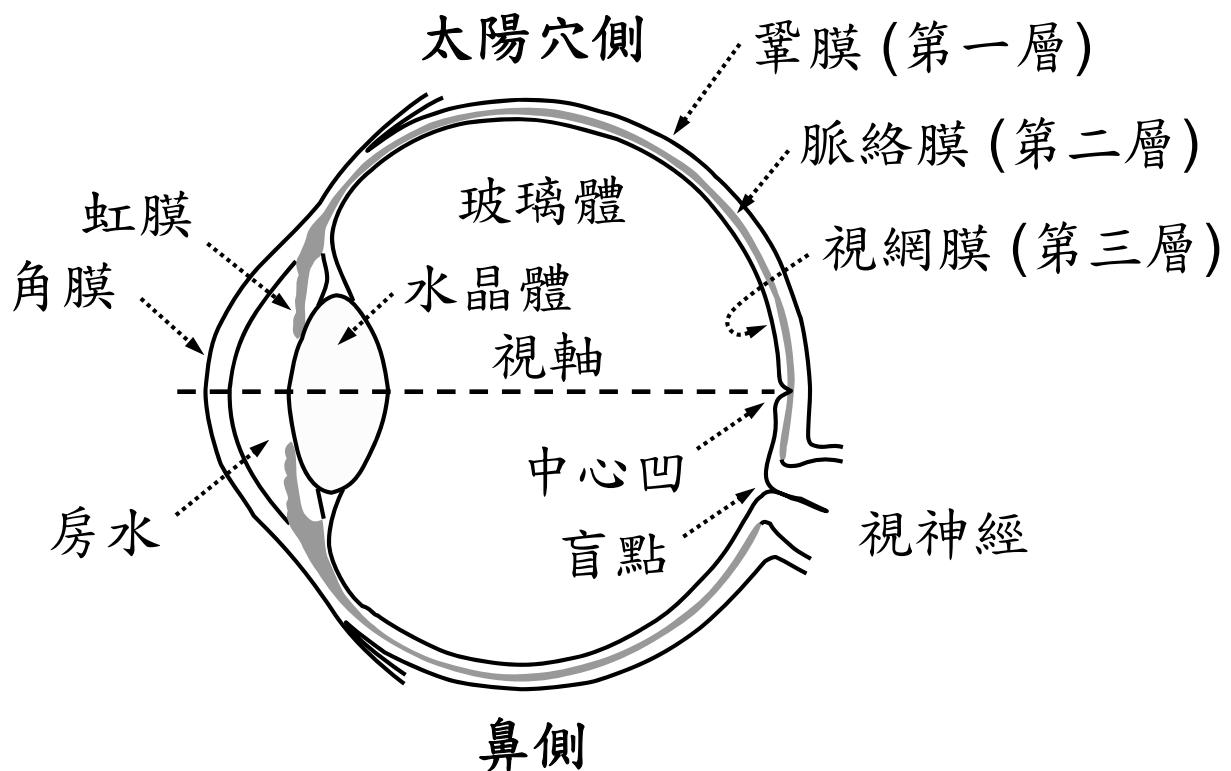 太陽穴側
鞏膜 (第一層)
脈絡膜 (第二層)
玻璃體
虹膜
視網膜 (第三層)
角膜
水晶體
視軸
中心凹
房水
盲點
視神經
鼻側